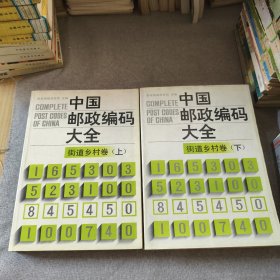 COMPLETE
POST CODES
OF CHINA
中国
邮政编码
大全
街道乡村卷（上）
165303
523100
845450
100740
COMPLETE
POST CODES
OF CHINA
中国
邮政编码
大全
街道乡村卷（下）
165303
523100
845450
100740